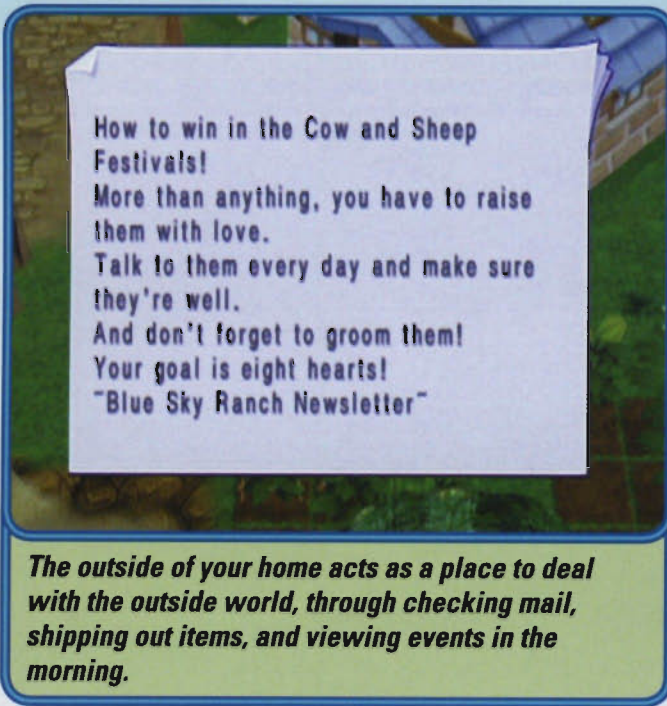 How to win in the Cow and Sheep
Festivals!
More than anything, you have to raise
them with love.
Talk to them every day and make sure
they're well.
And don't forget to groom them!
Your goal is eight hearts!
~Blue Sky Ranch Newsletter~
The outside of your home acts as a place to deal
with the outside world, through checking mail,
shipping out items, and viewing events in the
morning.